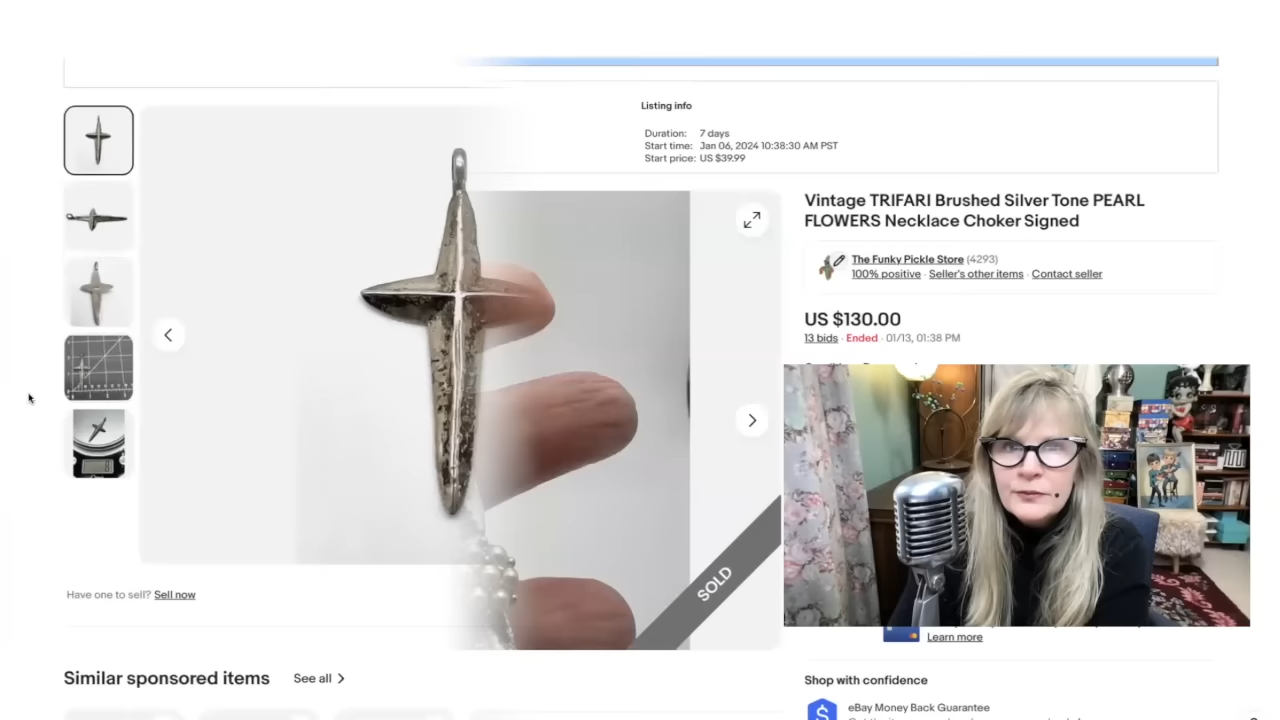 Listing info
Duration: 7 days
Start time: Jan 06, 2024 10:38:30 AM PST
Start price: US $39.99
Vintage TRIFARI Brushed Silver Tone PEARL
FLOWERS Necklace Choker Signed
The Funky Pickle Store (4293)
100% positive · Seller's other items · Contact seller
US $130.00
13 bids · Ended · 01/13, 01:38 PM
SOLD
Have one to sell? Sell now
Learn more
Similar sponsored items See all
Shop with confidence
eBay Money Back Guarantee